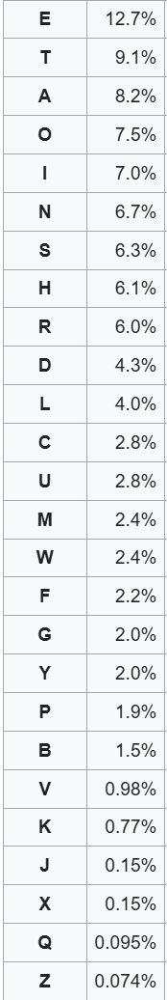 E 12.7%
T 9.1%
A 8.2%
O 7.5%
I 7.0%
N 6.7%
S 6.3%
H 6.1%
R 6.0%
D 4.3%
L 4.0%
C 2.8%
U 2.8%
M 2.4%
W 2.4%
F 2.2%
G 2.0%
Y 2.0%
P 1.9%
B 1.5%
V 0.98%
K 0.77%
J 0.15%
X 0.15%
Q 0.095%
Z 0.074%